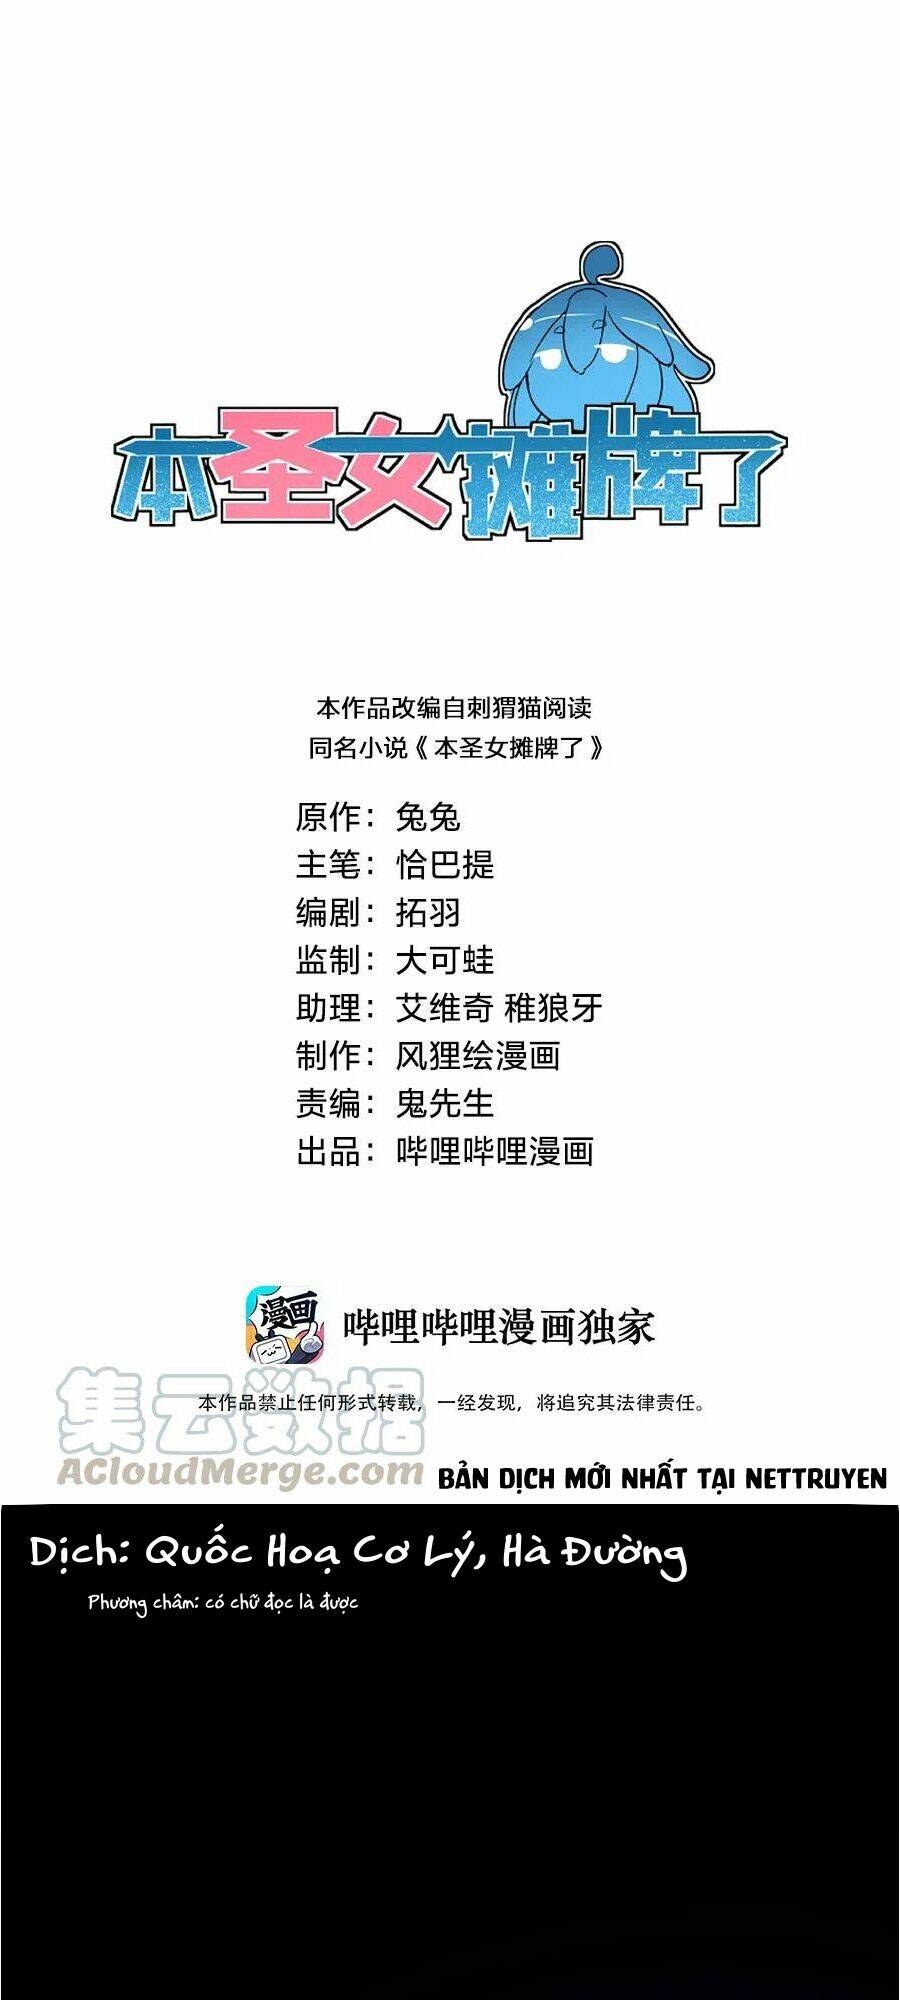 本圣女摊牌了
本作品改编自刺猬猫阅读
同名小说《本圣女摊牌了》
原作：兔兔
主笔：恰巴提
编剧：拓羽
监制：大可蛙
助理：艾维奇 稚狼牙
制作：风狸绘漫画
责编：鬼先生
出品：哔哩哔哩漫画
漫画
哔哩哔哩漫画独家
本作品禁止任何形式转载，一经发现，将追究其法律责任。
集云数据
ACloudMerge.com
BẢN DỊCH MỚI NHẤT TẠI NETTRUYEN
Dịch: Quốc Hoạ Cơ Lý, Hà Đường
Phương châm: có chữ đọc là được